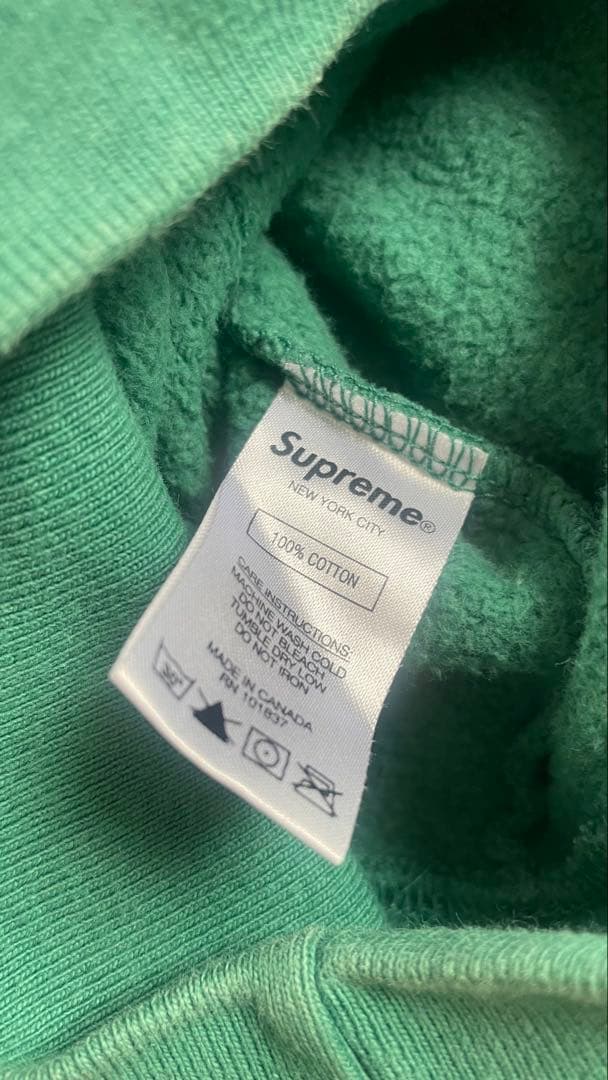 Supreme®
NEW YORK CITY
100% COTTON
CARE INSTRUCTIONS:
MACHINE WASH COLD
DO NOT BLEACH
TUMBLE DRY LOW
DO NOT IRON
MADE IN CANADA
RN 101837
30°